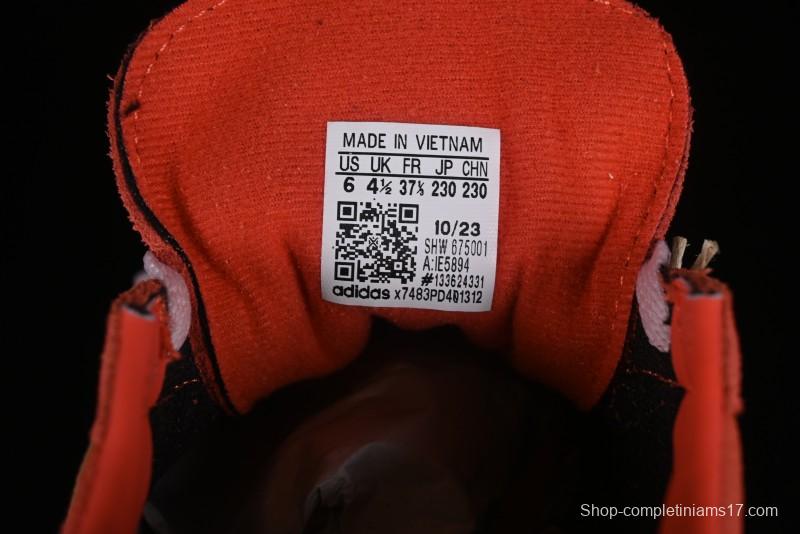 MADE IN VIETNAM
US UK FR JP CHN
6 4½ 37⅓ 230 230
10/23
SHW 675001
A:IE5894
#133624331
adidas x7483PD401312
Shop-completiniams17.com